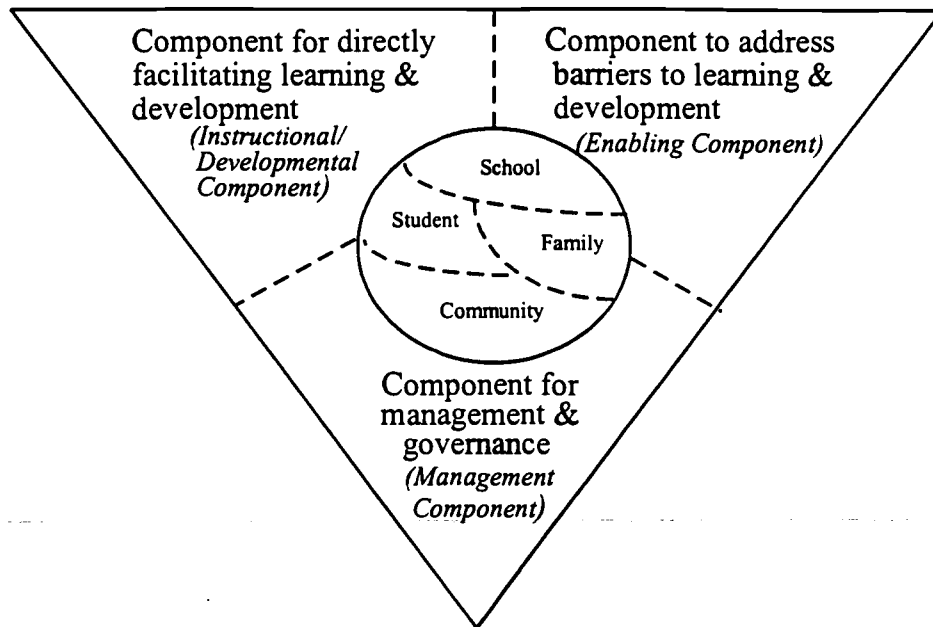 Component for directly
facilitating learning &
development
(Instructional/
Developmental
Component)
Component to address
barriers to learning &
development
(Enabling Component)
School
Student
Family
Community
Component for
management &
governance
(Management
Component)